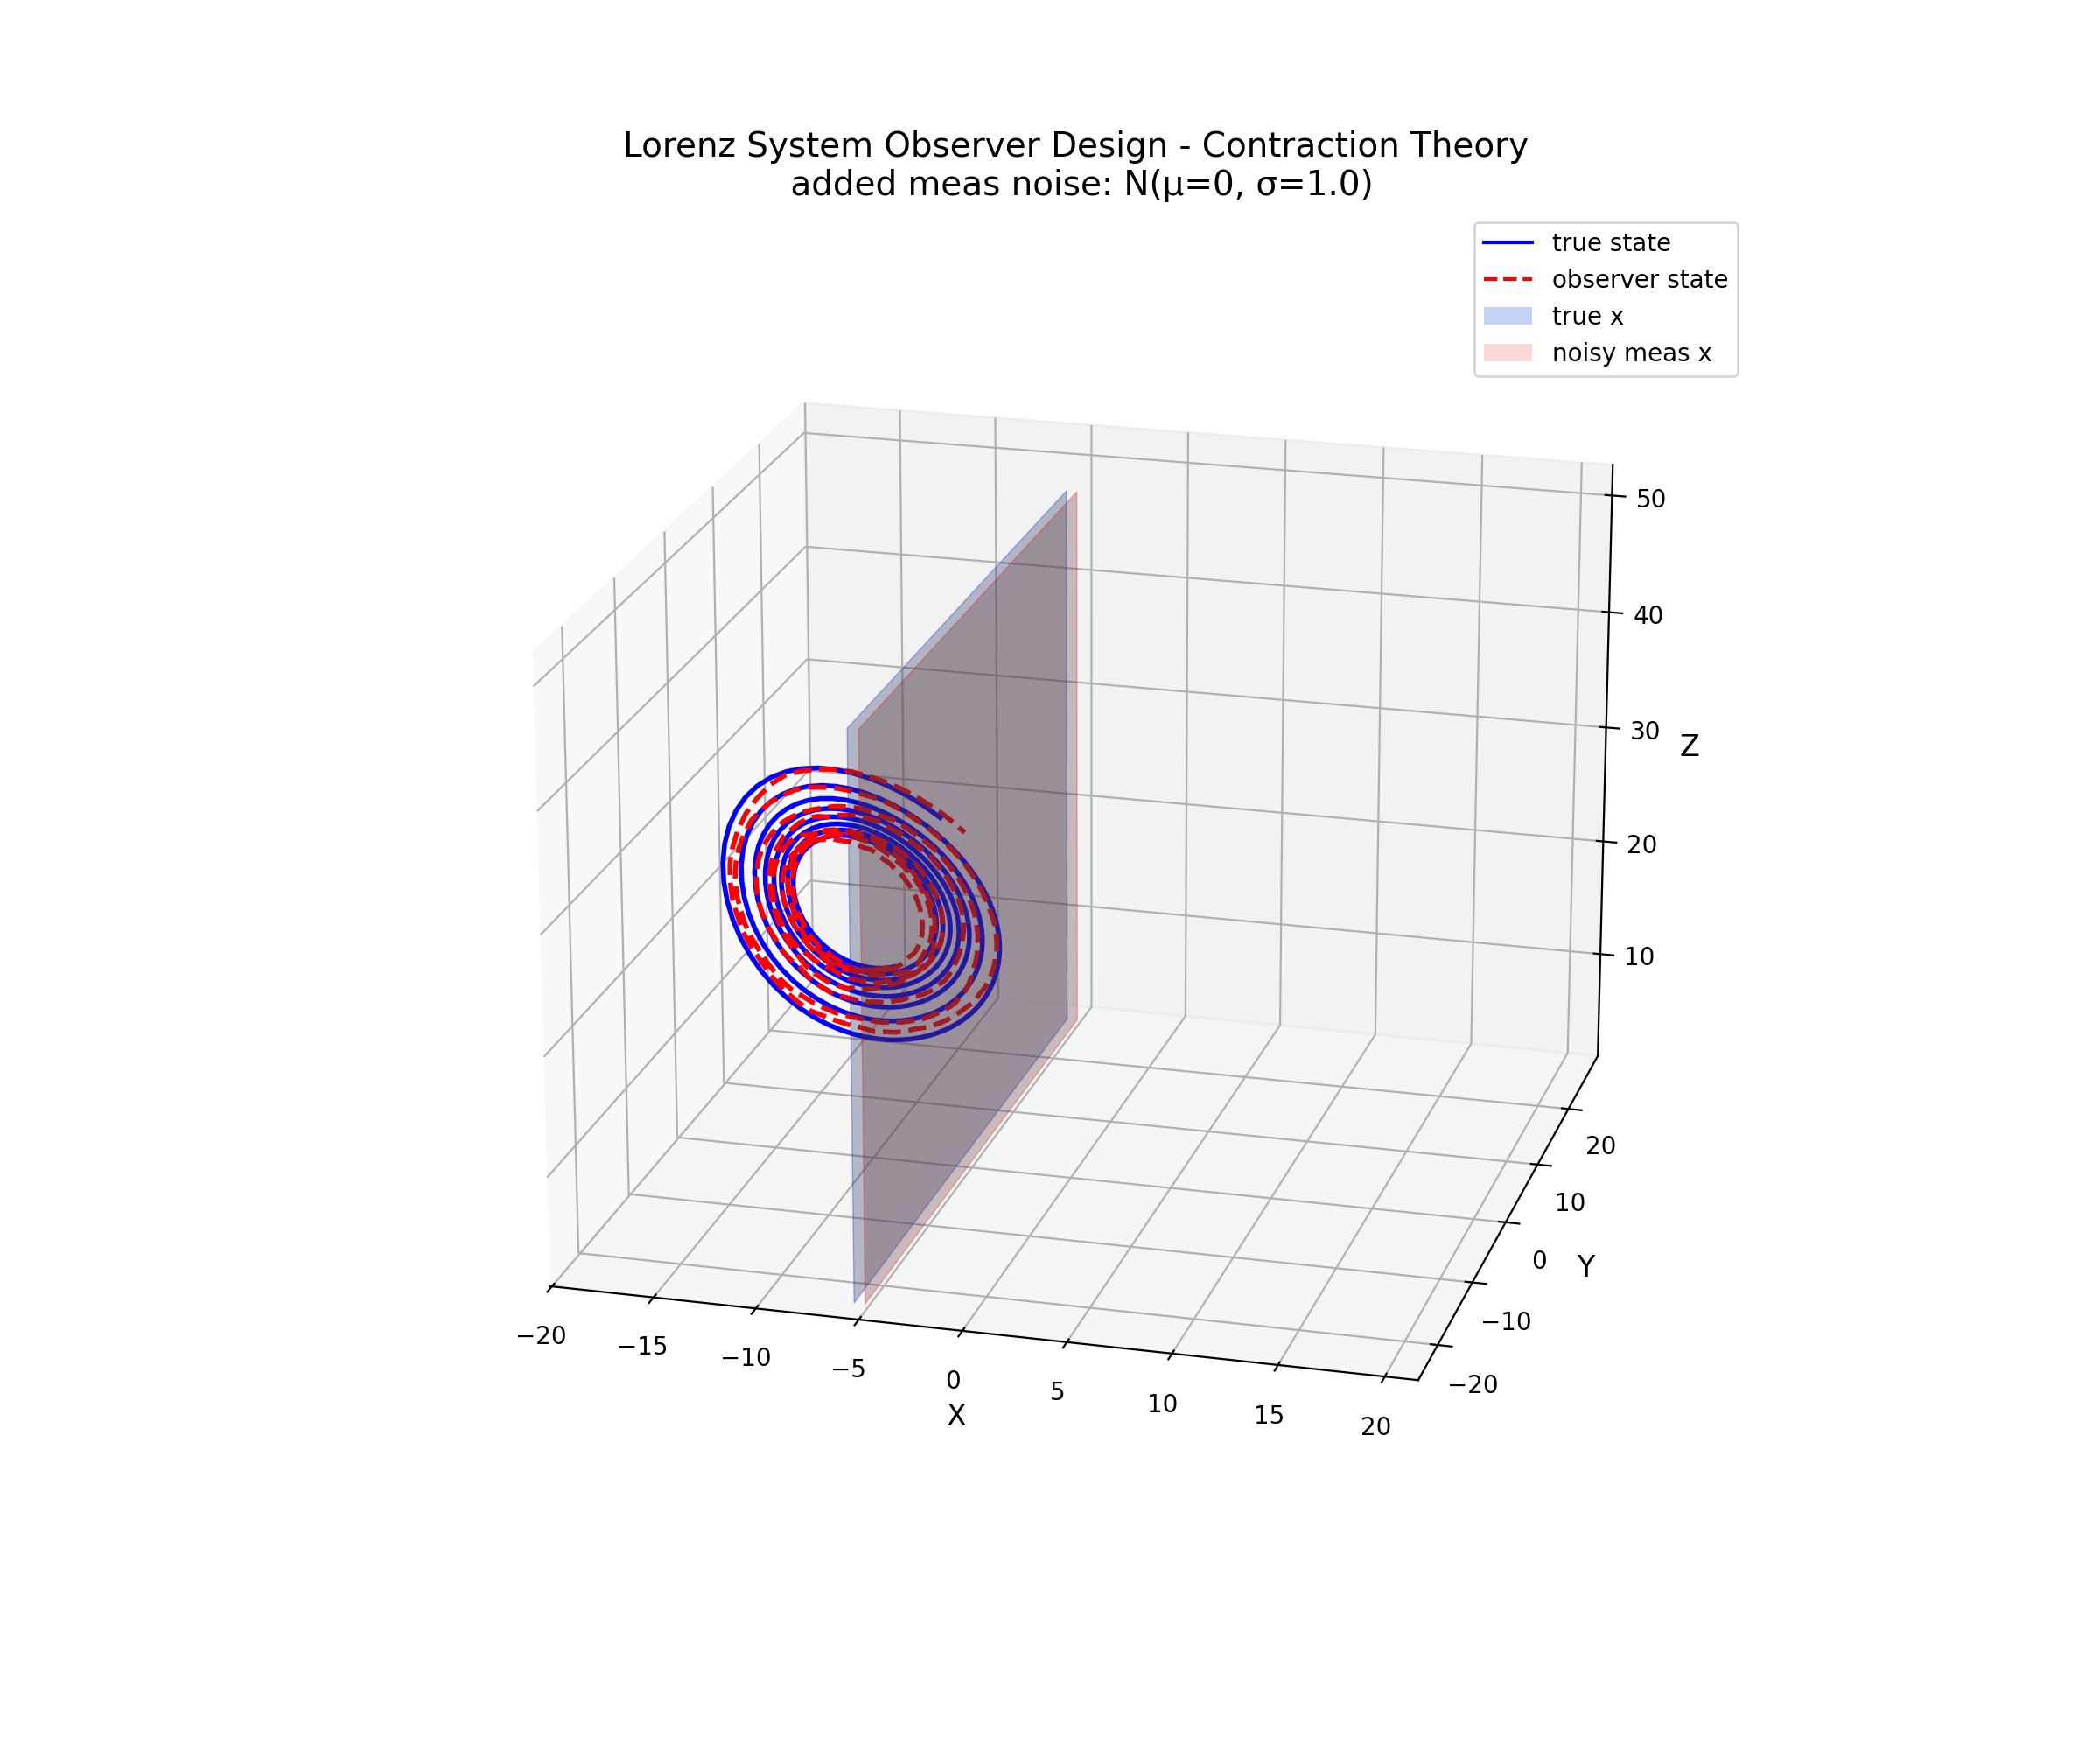 Lorenz System Observer Design - Contraction Theory
added meas noise: N(μ=0, σ=1.0)
true state
observer state
true x
noisy meas x
50
40
30
Z
20
10
20
10
0
Y
−10
−20
−20
−15
−10
−5
0
5
10
15
20
X